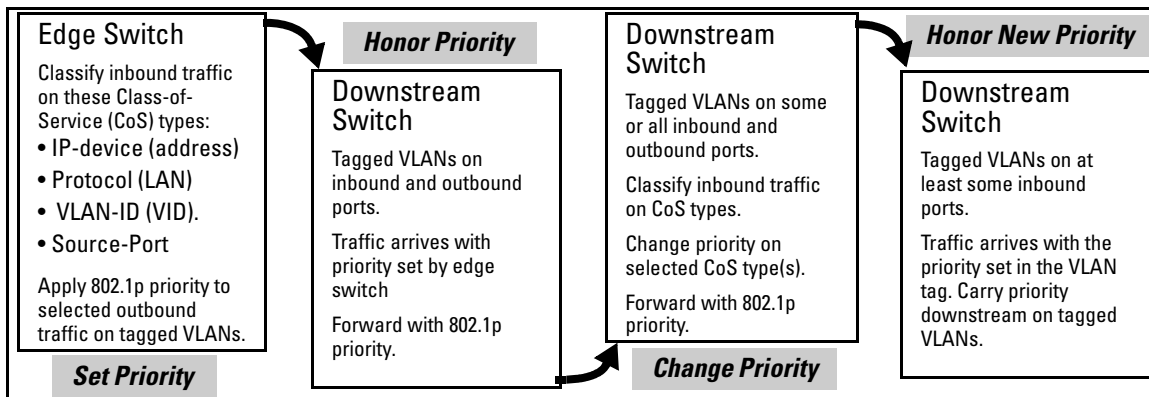 Edge Switch
Classify inbound traffic
on these Class-of-
Service (CoS) types:
• IP-device (address)
• Protocol (LAN)
• VLAN-ID (VID).
• Source-Port
Apply 802.1p priority to
selected outbound
traffic on tagged VLANs.
Set Priority
Honor Priority
Downstream
Switch
Tagged VLANs on
inbound and outbound
ports.
Traffic arrives with
priority set by edge
switch
Forward with 802.1p
priority.
Downstream
Switch
Tagged VLANs on some
or all inbound and
outbound ports.
Classify inbound traffic
on CoS types.
Change priority on
selected CoS type(s).
Forward with 802.1p
priority.
Change Priority
Honor New Priority
Downstream
Switch
Tagged VLANs on at
least some inbound
ports.
Traffic arrives with the
priority set in the VLAN
tag. Carry priority
downstream on tagged
VLANs.